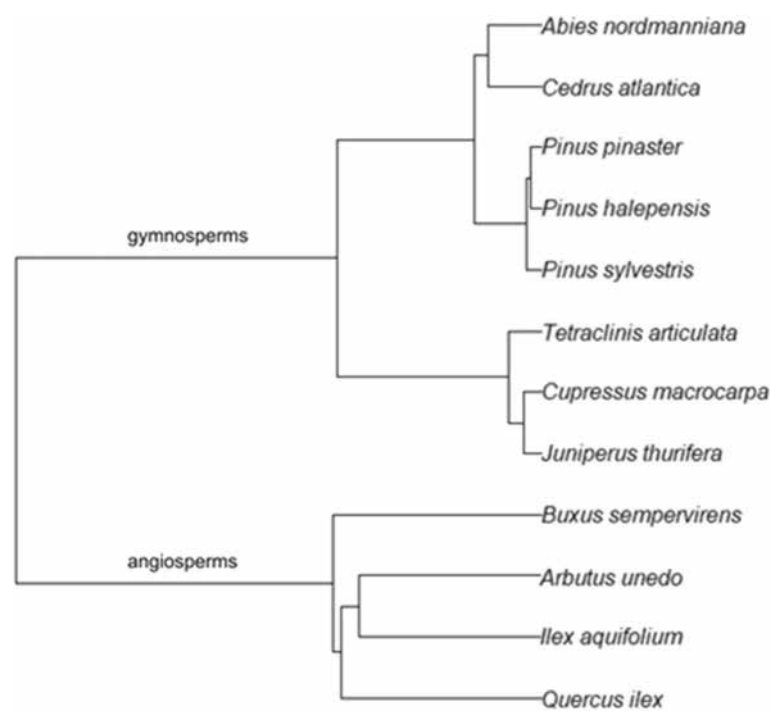 Abies nordmanniana
Cedrus atlantica
Pinus pinaster
Pinus halepensis
gymnosperms
Pinus sylvestris
Tetraclinis articulata
Cupressus macrocarpa
Juniperus thurifera
Buxus sempervirens
angiosperms
Arbutus unedo
Ilex aquifolium
Quercus ilex